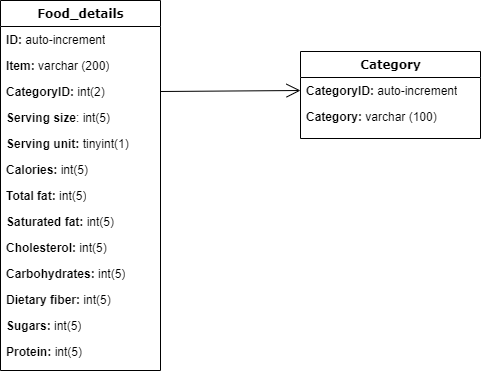 Food_details
ID: auto-increment
Item: varchar (200)
CategoryID: int(2)
Serving size: int(5)
Serving unit: tinyint(1)
Calories: int(5)
Total fat: int(5)
Saturated fat: int(5)
Cholesterol: int(5)
Carbohydrates: int(5)
Dietary fiber: int(5)
Sugars: int(5)
Protein: int(5)
Category
CategoryID: auto-increment
Category: varchar (100)